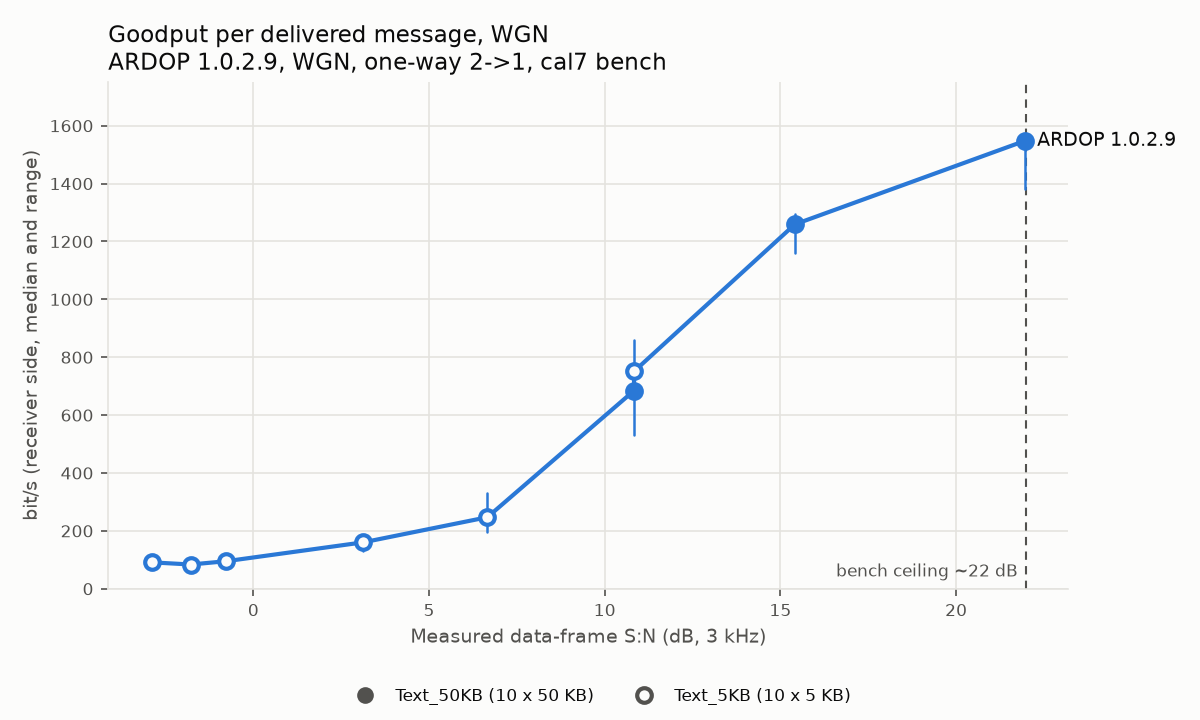 Goodput per delivered message, WGN
ARDOP 1.0.2.9, WGN, one-way 2->1, cal7 bench
bit/s (receiver side, median and range)
1600
1400
1200
1000
800
600
400
200
0
ARDOP 1.0.2.9
bench ceiling ~22 dB
0 5 10 15 20
Measured data-frame S:N (dB, 3 kHz)
Text_50KB (10 x 50 KB) Text_5KB (10 x 5 KB)